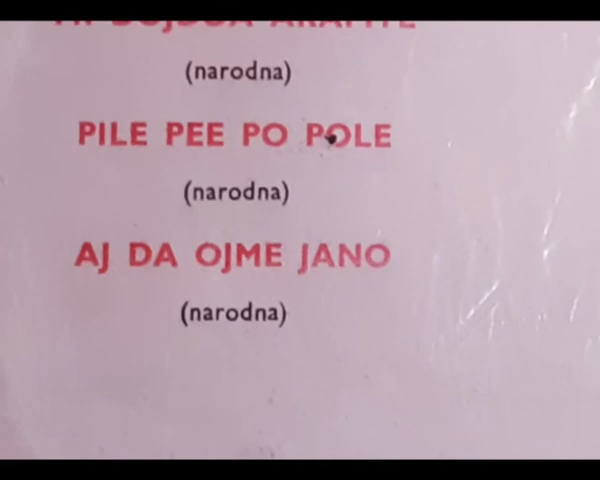 (narodna)
PILE PEE PO POLE
(narodna)
AJ DA OJME JANO
(narodna)